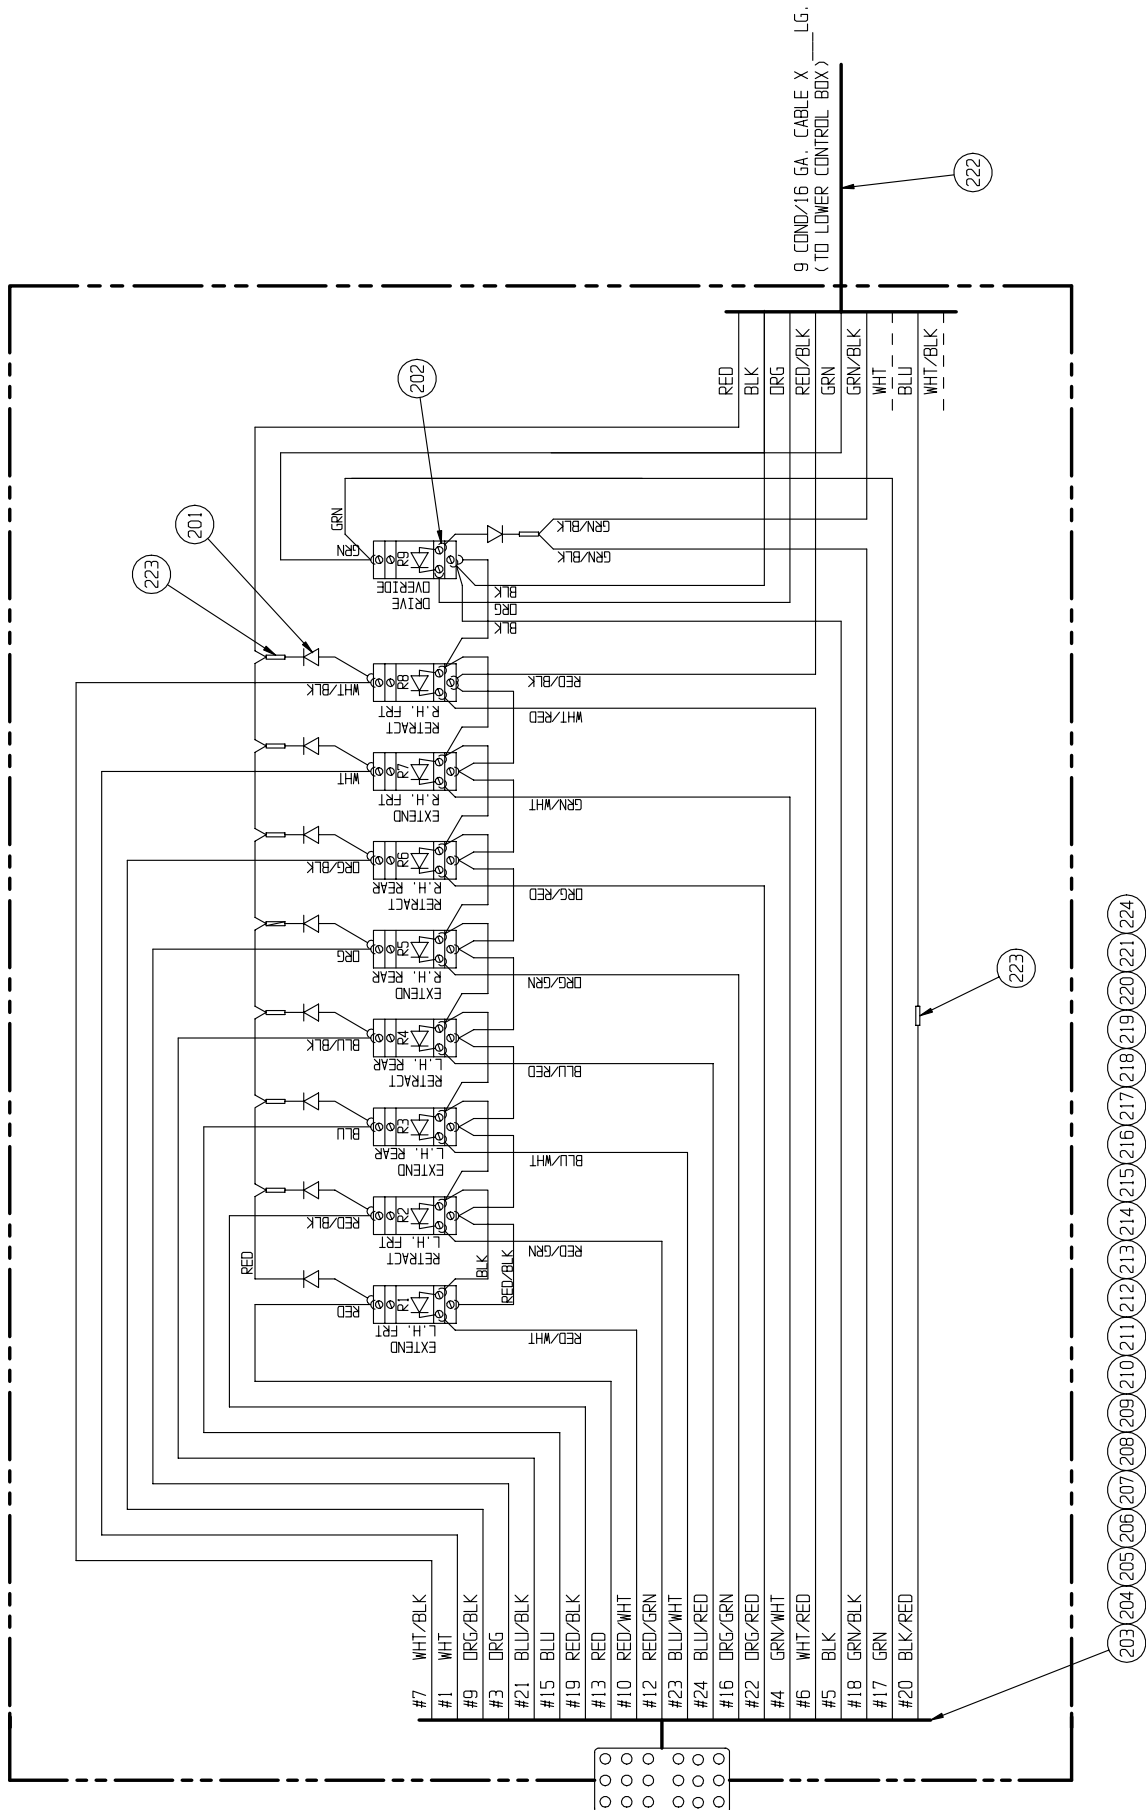 9 COND/16 GA. CABLE X ___ LG.
(TO LOWER CONTROL BOX)
222
RED
BLK
ORG
RED/BLK
GRN
GRN/BLK
WHT
BLU
WHT/BLK
202
201
223
GRN
GRN
R9
DRIVE
OVERRIDE
GRN/BLK
GRN/BLK
BLK
ORG
BLK
WHT/BLK
R8
R.H. FRT
RETRACT
RED/BLK
WHT/RED
WHT
R7
R.H. FRT
EXTEND
GRN/WHT
ORG/BLK
R6
R.H. REAR
RETRACT
ORG/RED
ORG
R5
R.H. REAR
EXTEND
ORG/GRN
BLU/BLK
R4
L.H. REAR
RETRACT
BLU/RED
BLU
R3
L.H. REAR
EXTEND
BLU/WHT
RED/BLK
R2
L.H. FRT
RETRACT
RED/GRN
RED
BLK
RED/BLK
RED
R1
L.H. FRT
EXTEND
RED/WHT
223
#7 WHT/BLK
#1 WHT
#9 ORG/BLK
#3 ORG
#21 BLU/BLK
#15 BLU
#19 RED/BLK
#13 RED
#10 RED/WHT
#12 RED/GRN
#23 BLU/WHT
#24 BLU/RED
#16 ORG/GRN
#22 ORG/RED
#4 GRN/WHT
#6 WHT/RED
#5 BLK
#18 GRN/BLK
#17 GRN
#20 BLK/RED
203 204 205 206 207 208 209 210 211 212 213 214 215 216 217 218 219 220 221 224